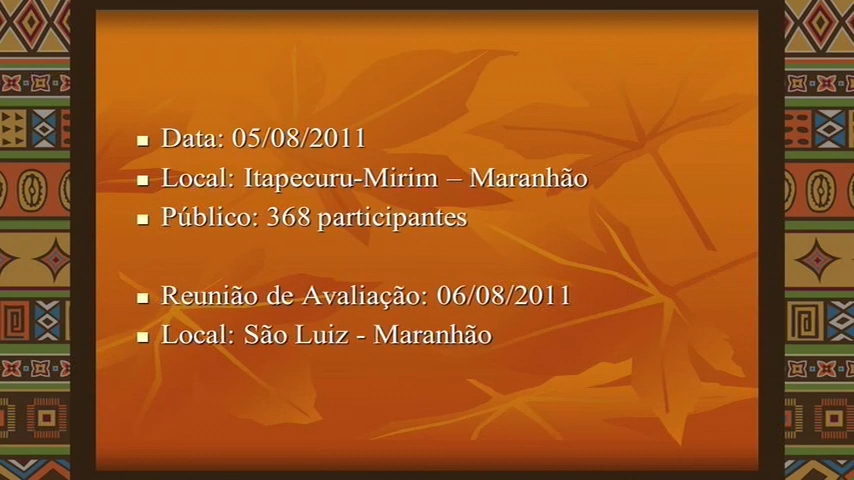 Data: 05/08/2011
Local: Itapecuru-Mirim – Maranhão
Público: 368 participantes
Reunião de Avaliação: 06/08/2011
Local: São Luiz - Maranhão